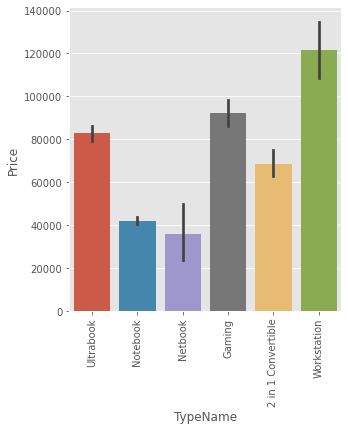 140000
120000
100000
80000
60000
40000
20000
0
Price
Ultrabook
Notebook
Netbook
Gaming
2 in 1 Convertible
Workstation
TypeName